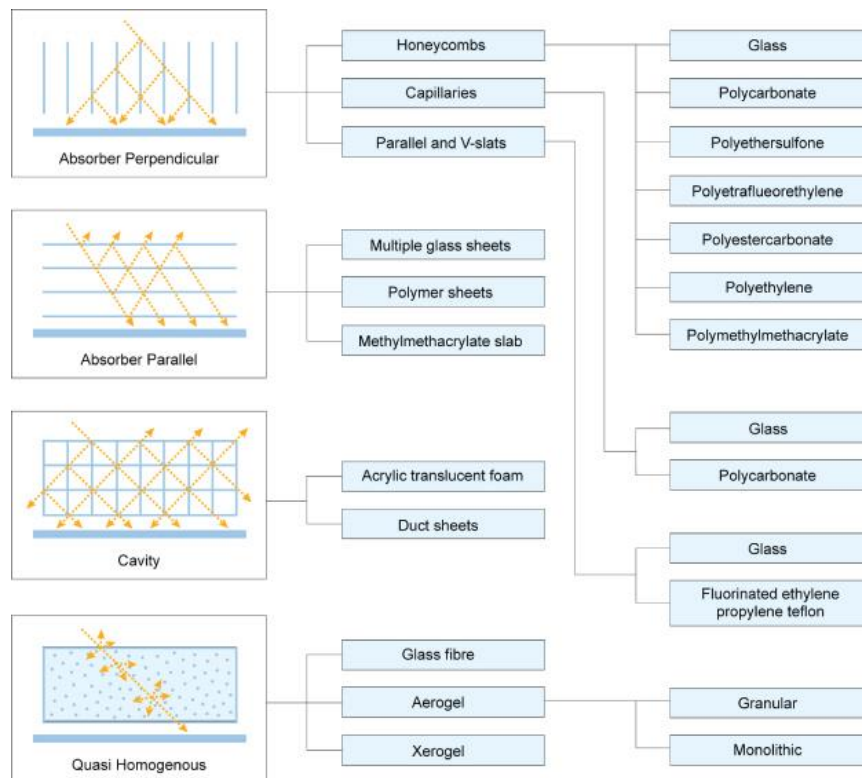 Honeycombs
Glass
Capillaries
Polycarbonate
Parallel and V-slats
Polyethersulfone
Absorber Perpendicular
Polyetraflueorethylene
Multiple glass sheets
Polyestercarbonate
Polymer sheets
Polyethylene
Methylmethacrylate slab
Polymethylmethacrylate
Absorber Parallel
Glass
Acrylic translucent foam
Polycarbonate
Duct sheets
Glass
Cavity
Fluorinated ethylene
propylene teflon
Glass fibre
Aerogel
Granular
Xerogel
Monolithic
Quasi Homogenous